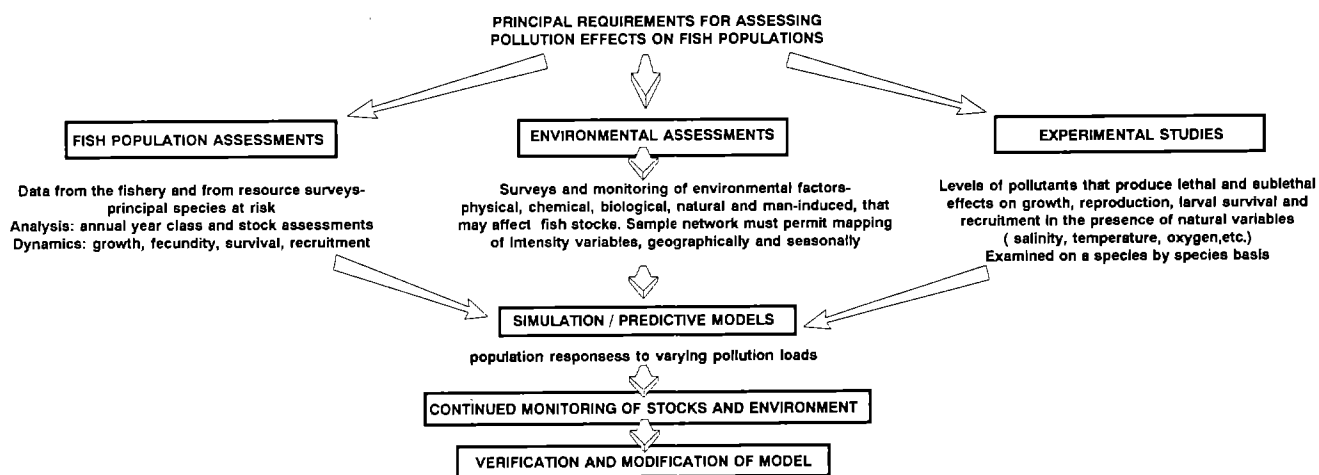 PRINCIPAL REQUIREMENTS FOR ASSESSING
POLLUTION EFFECTS ON FISH POPULATIONS
FISH POPULATION ASSESSMENTS
Data from the fishery and from resource surveys-
principal species at risk
Analysis: annual year class and stock assessments
Dynamics: growth, fecundity, survival, recruitment
ENVIRONMENTAL ASSESSMENTS
Surveys and monitoring of environmental factors-
physical, chemical, biological, natural and man-induced, that
may affect fish stocks. Sample network must permit mapping
of intensity variables, geographically and seasonally
EXPERIMENTAL STUDIES
Levels of pollutants that produce lethal and sublethal
effects on growth, reproduction, larval survival and
recruitment in the presence of natural variables
( salinity, temperature, oxygen,etc.)
Examined on a species by species basis
SIMULATION / PREDICTIVE MODELS
population responsess to varying pollution loads
CONTINUED MONITORING OF STOCKS AND ENVIRONMENT
VERIFICATION AND MODIFICATION OF MODEL